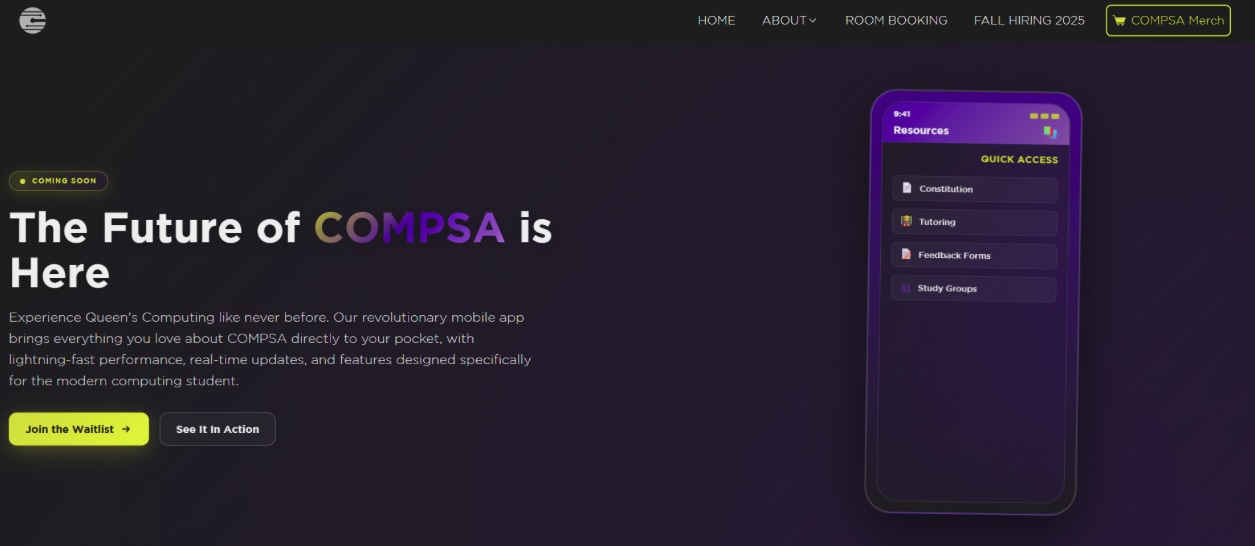 HOME
ABOUT
ROOM BOOKING
FALL HIRING 2025
COMPSA Merch
COMING SOON
The Future of COMPSA is
Here
Experience Queen's Computing like never before. Our revolutionary mobile app
brings everything you love about COMPSA directly to your pocket, with
lightning-fast performance, real-time updates, and features designed specifically
for the modern computing student.
Join the Waitlist →
See It In Action
9:41
Resources
QUICK ACCESS
Constitution
Tutoring
Feedback Forms
Study Groups